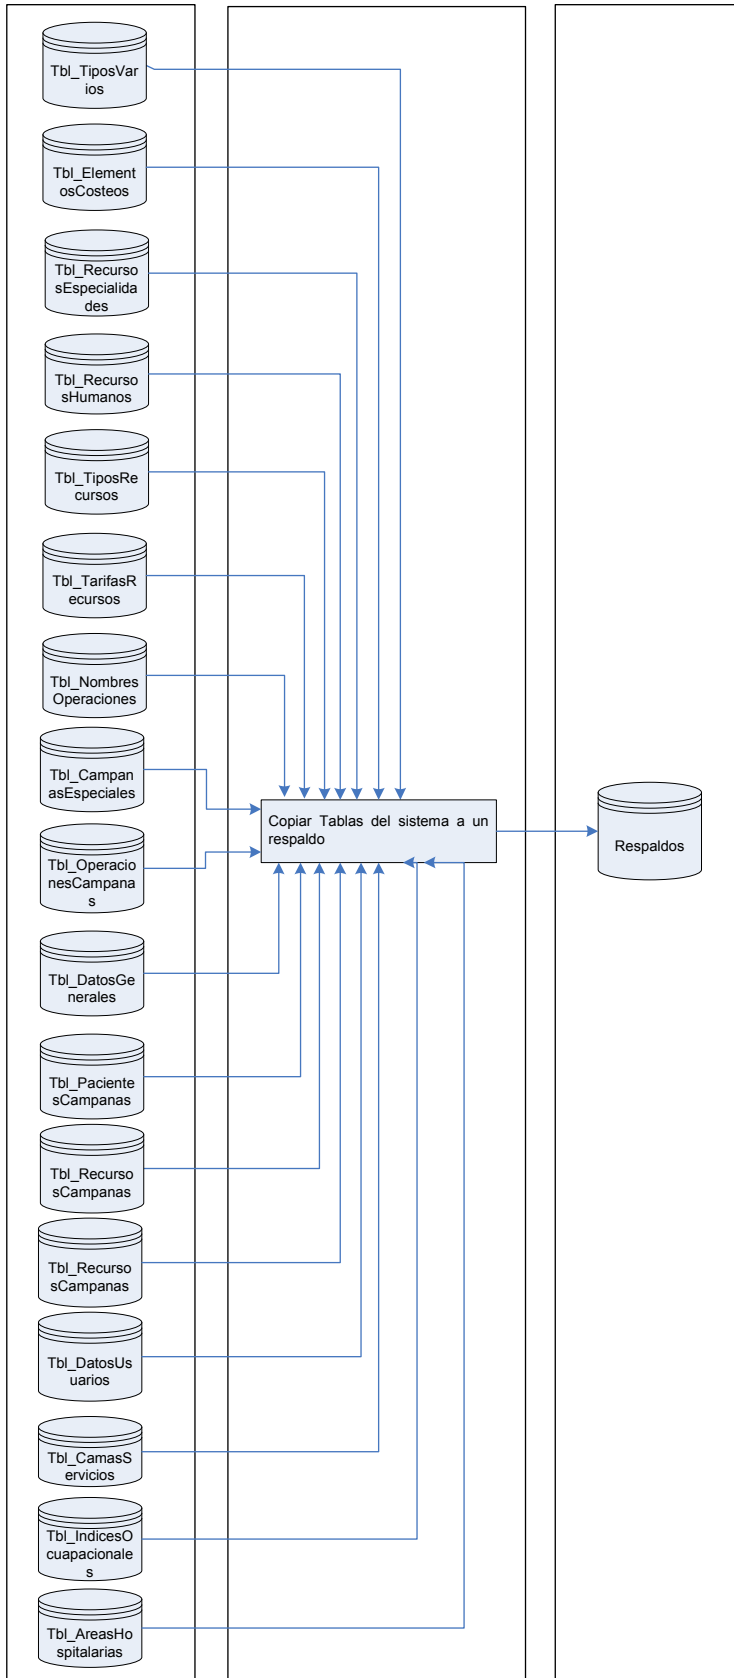 Tbl_TiposVar
ios
Tbl_Element
osCosteos
Tbl_Recurso
sEspecialida
des
Tbl_Recurso
sHumanos
Tbl_TiposRe
cursos
Tbl_TarifasR
ecursos
Tbl_Nombres
Operaciones
Tbl_Campan
asEspeciales
Tbl_Operacio
nesCampana
s
Tbl_DatosGe
nerales
Tbl_Paciente
sCampanas
Tbl_Recurso
sCampanas
Tbl_Recurso
sCampanas
Tbl_DatosUs
uarios
Tbl_CamasS
ervicios
Tbl_IndicesO
cuapacionale
s
Tbl_AreasHo
spitalarias
Copiar Tablas del sistema a un
respaldo
Respaldos